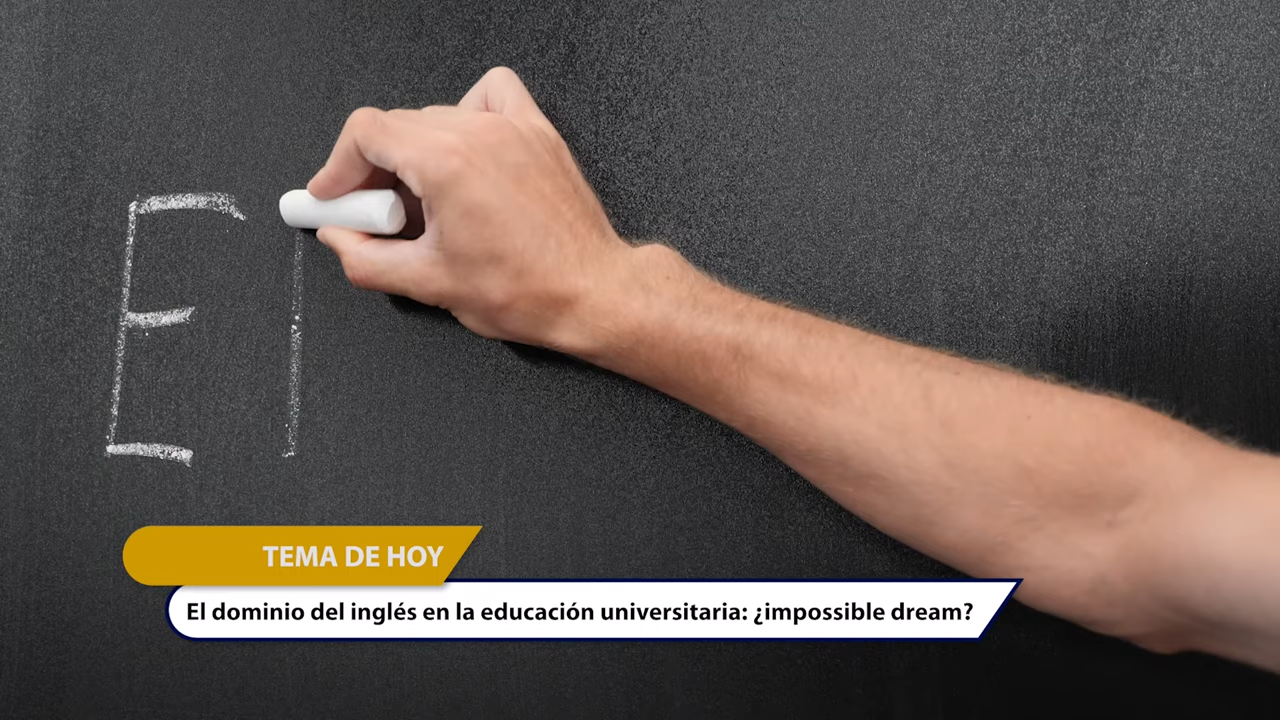 E
TEMA DE HOY
El dominio del inglés en la educación universitaria: ¿impossible dream?